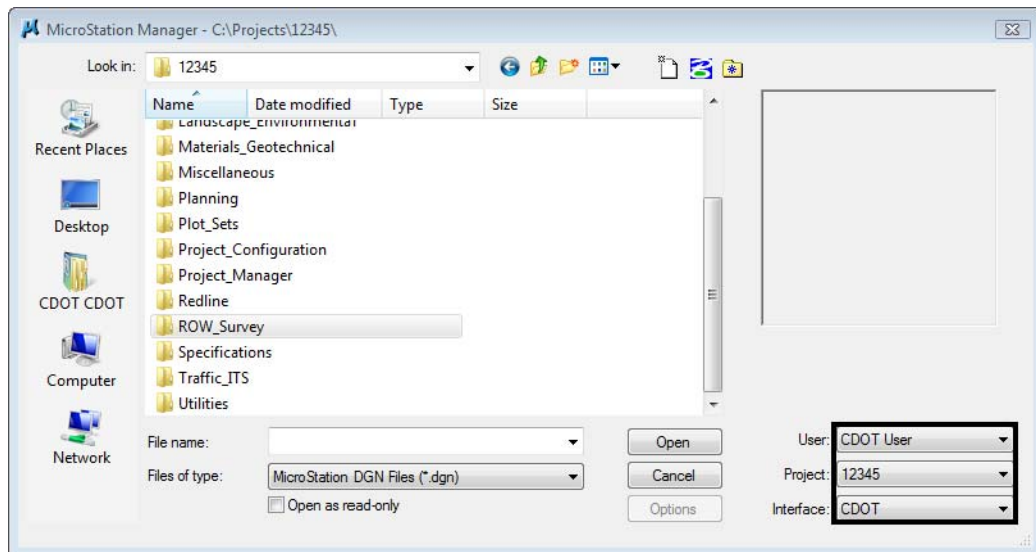 MicroStation Manager - C:\Projects\12345\
Look in:
12345
Recent Places
Desktop
CDOT CDOT
Computer
Network
Name Date modified Type Size
Landscape_Environmental
Materials_Geotechnical
Miscellaneous
Planning
Plot_Sets
Project_Configuration
Project_Manager
Redline
ROW_Survey
Specifications
Traffic_ITS
Utilities
File name:
Open
Files of type: MicroStation DGN Files (*.dgn)
Cancel
Open as read-only
Options
User: CDOT User
Project: 12345
Interface: CDOT